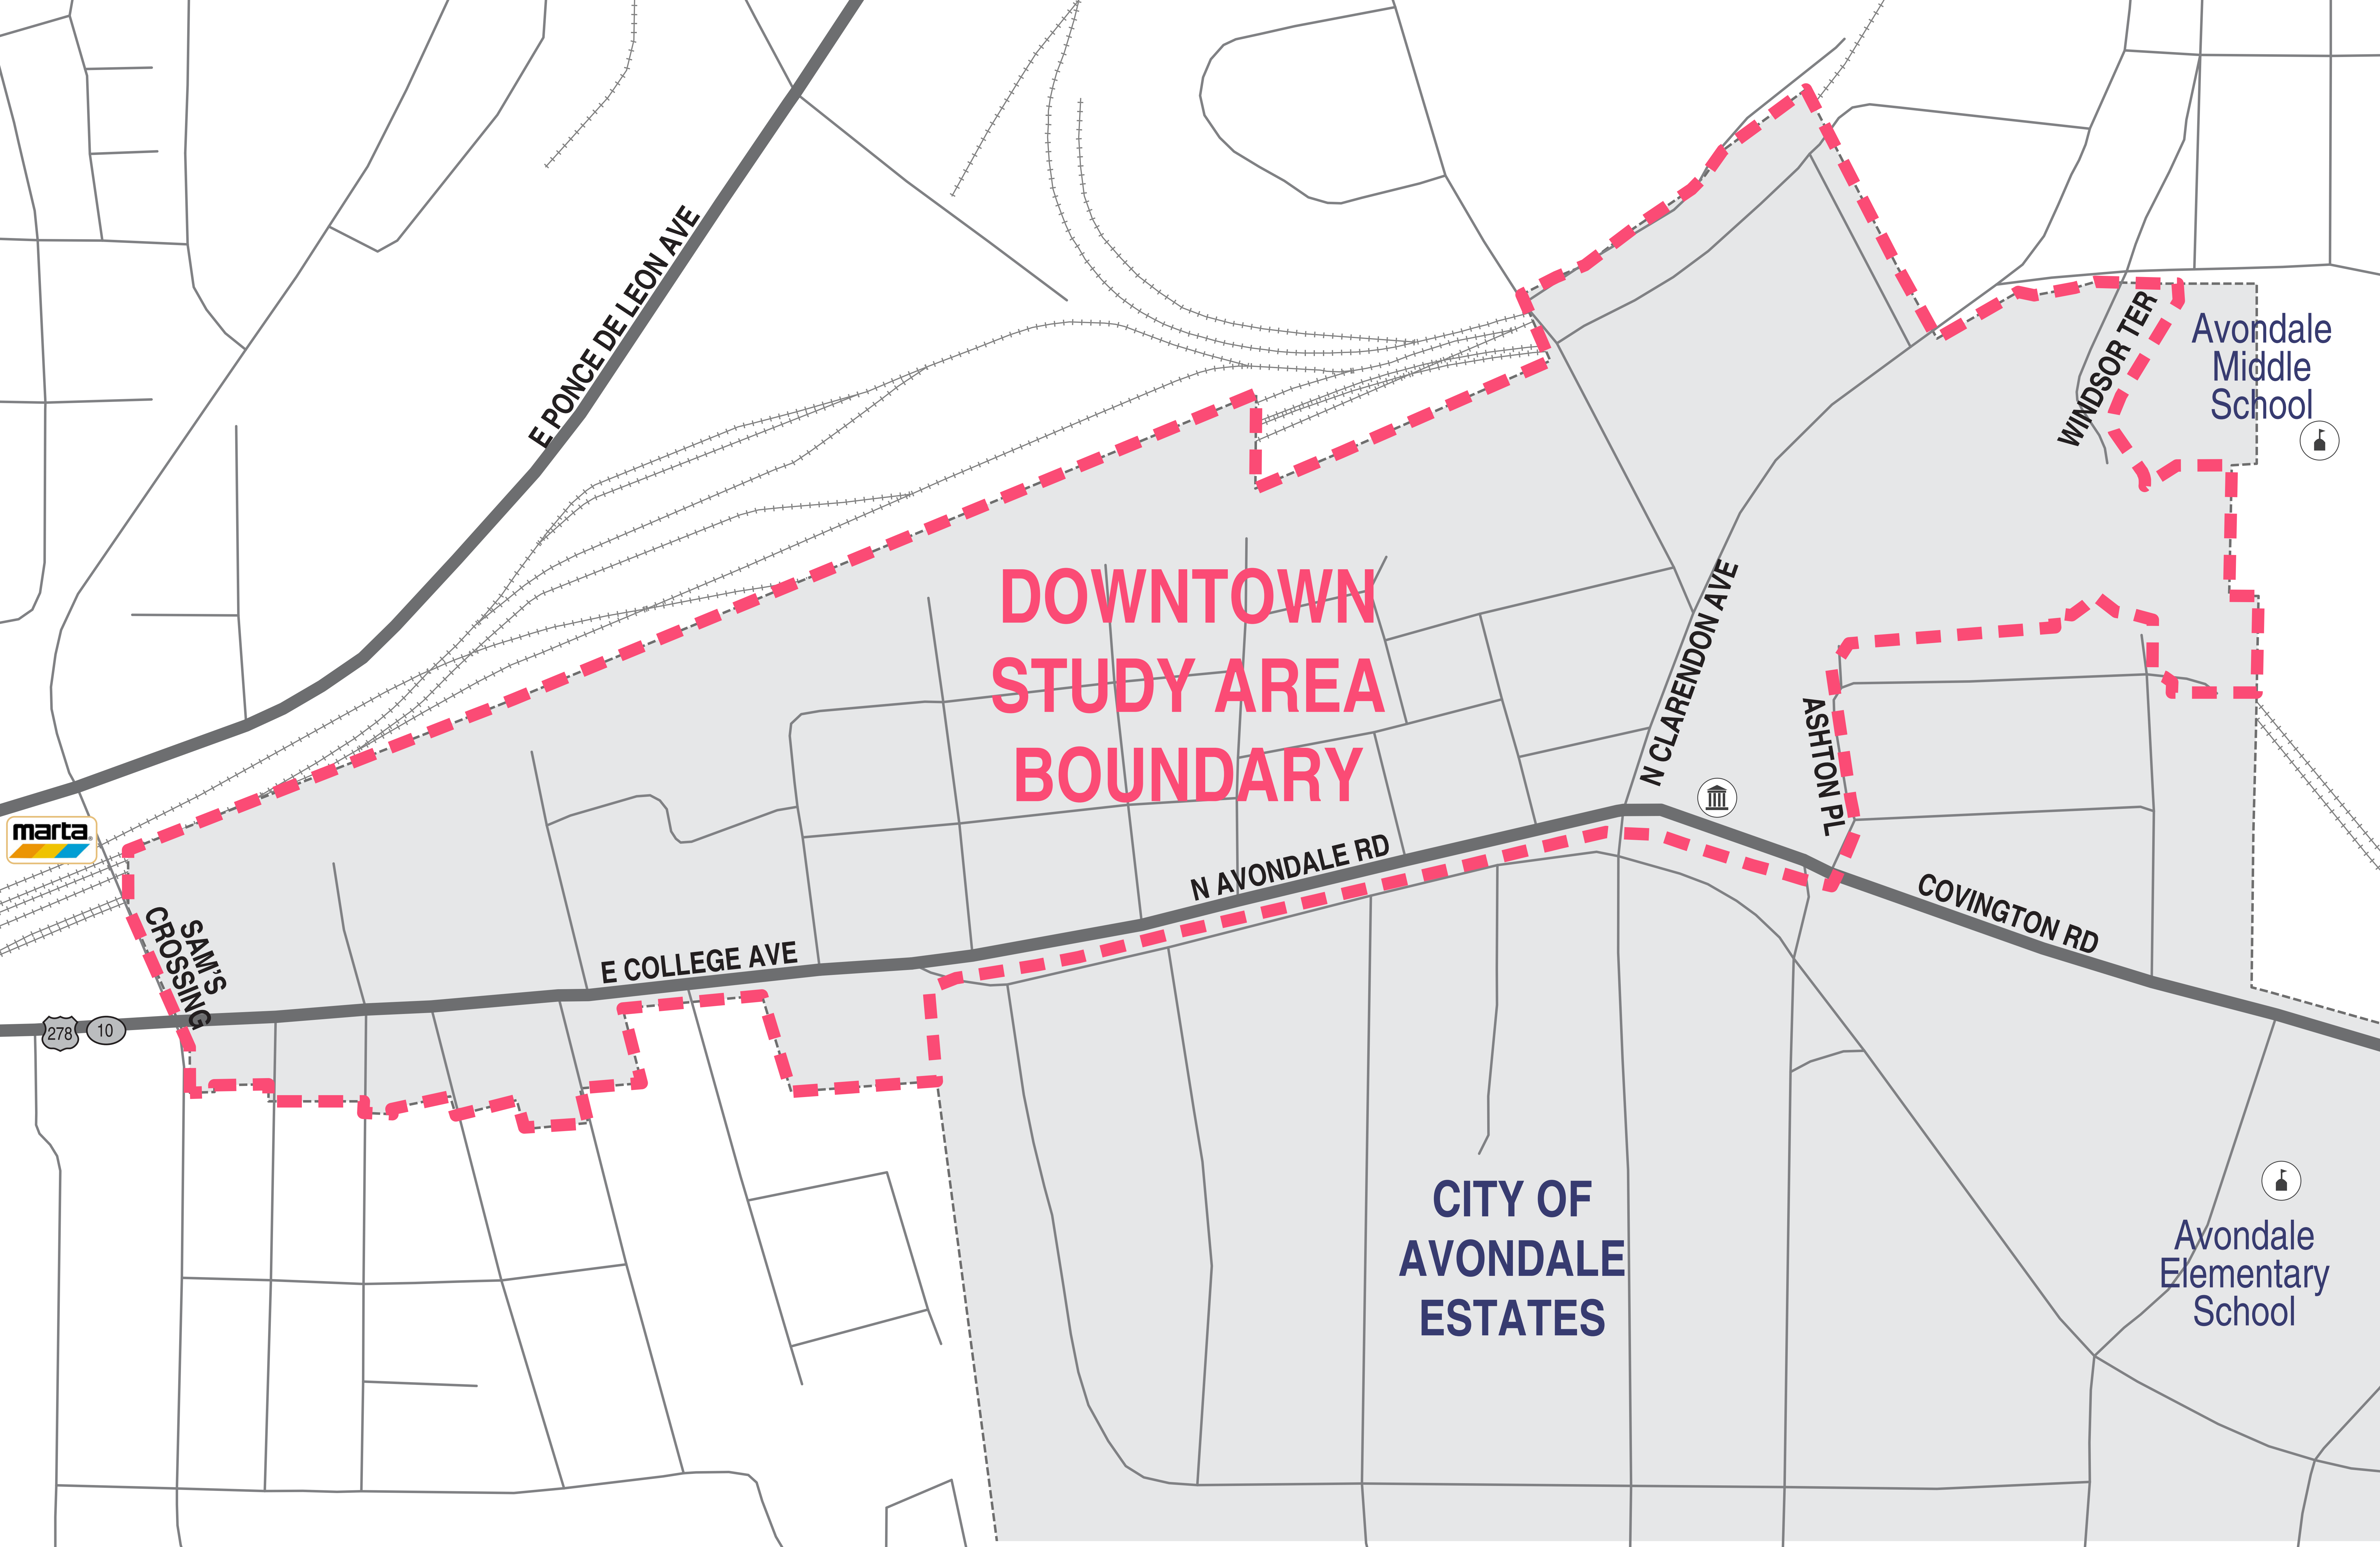 E PONCE DE LEON AVE
WINDSOR TER
Avondale
Middle
School
DOWNTOWN
STUDY AREA
BOUNDARY
N CLARENDON AVE
ASHTON PL
marta
N AVONDALE RD
COVINGTON RD
SAM'S
CROSSING
E COLLEGE AVE
278
10
CITY OF
AVONDALE
ESTATES
Avondale
Elementary
School